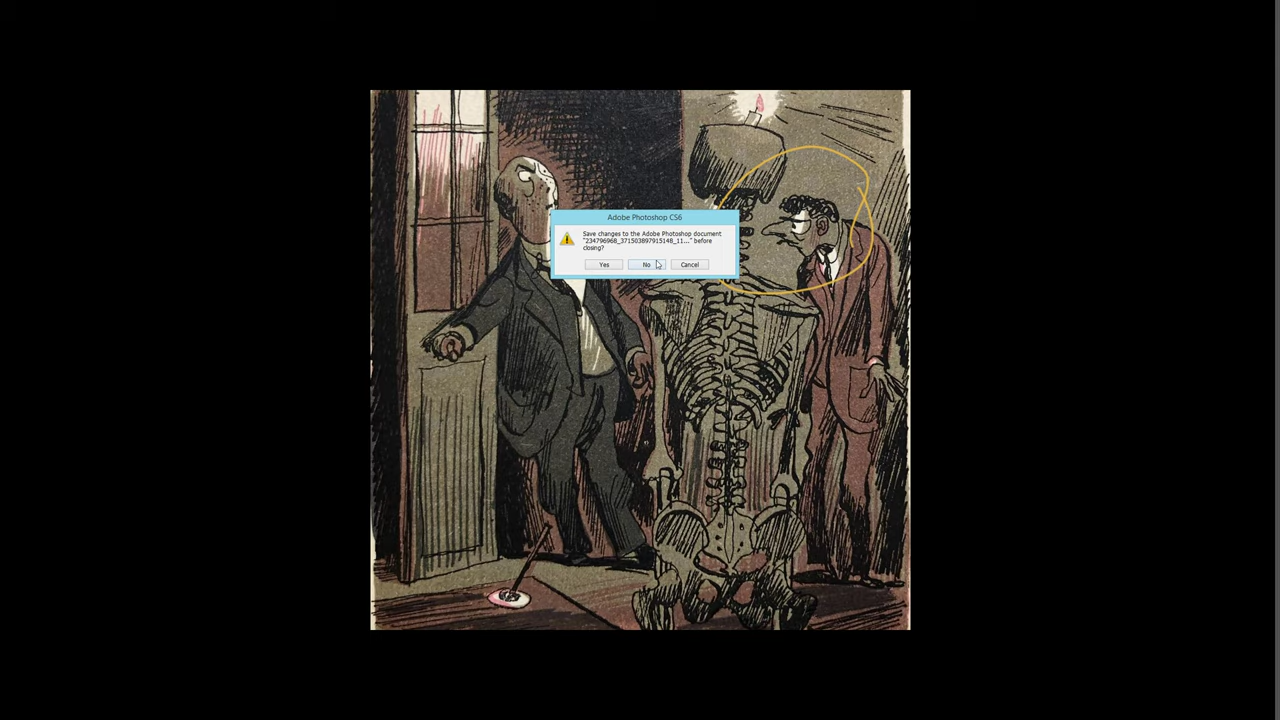 Adobe Photoshop CS6
Save changes to the Adobe Photoshop document
"234796968_371503897915148_11..." before
closing?
Yes No Cancel